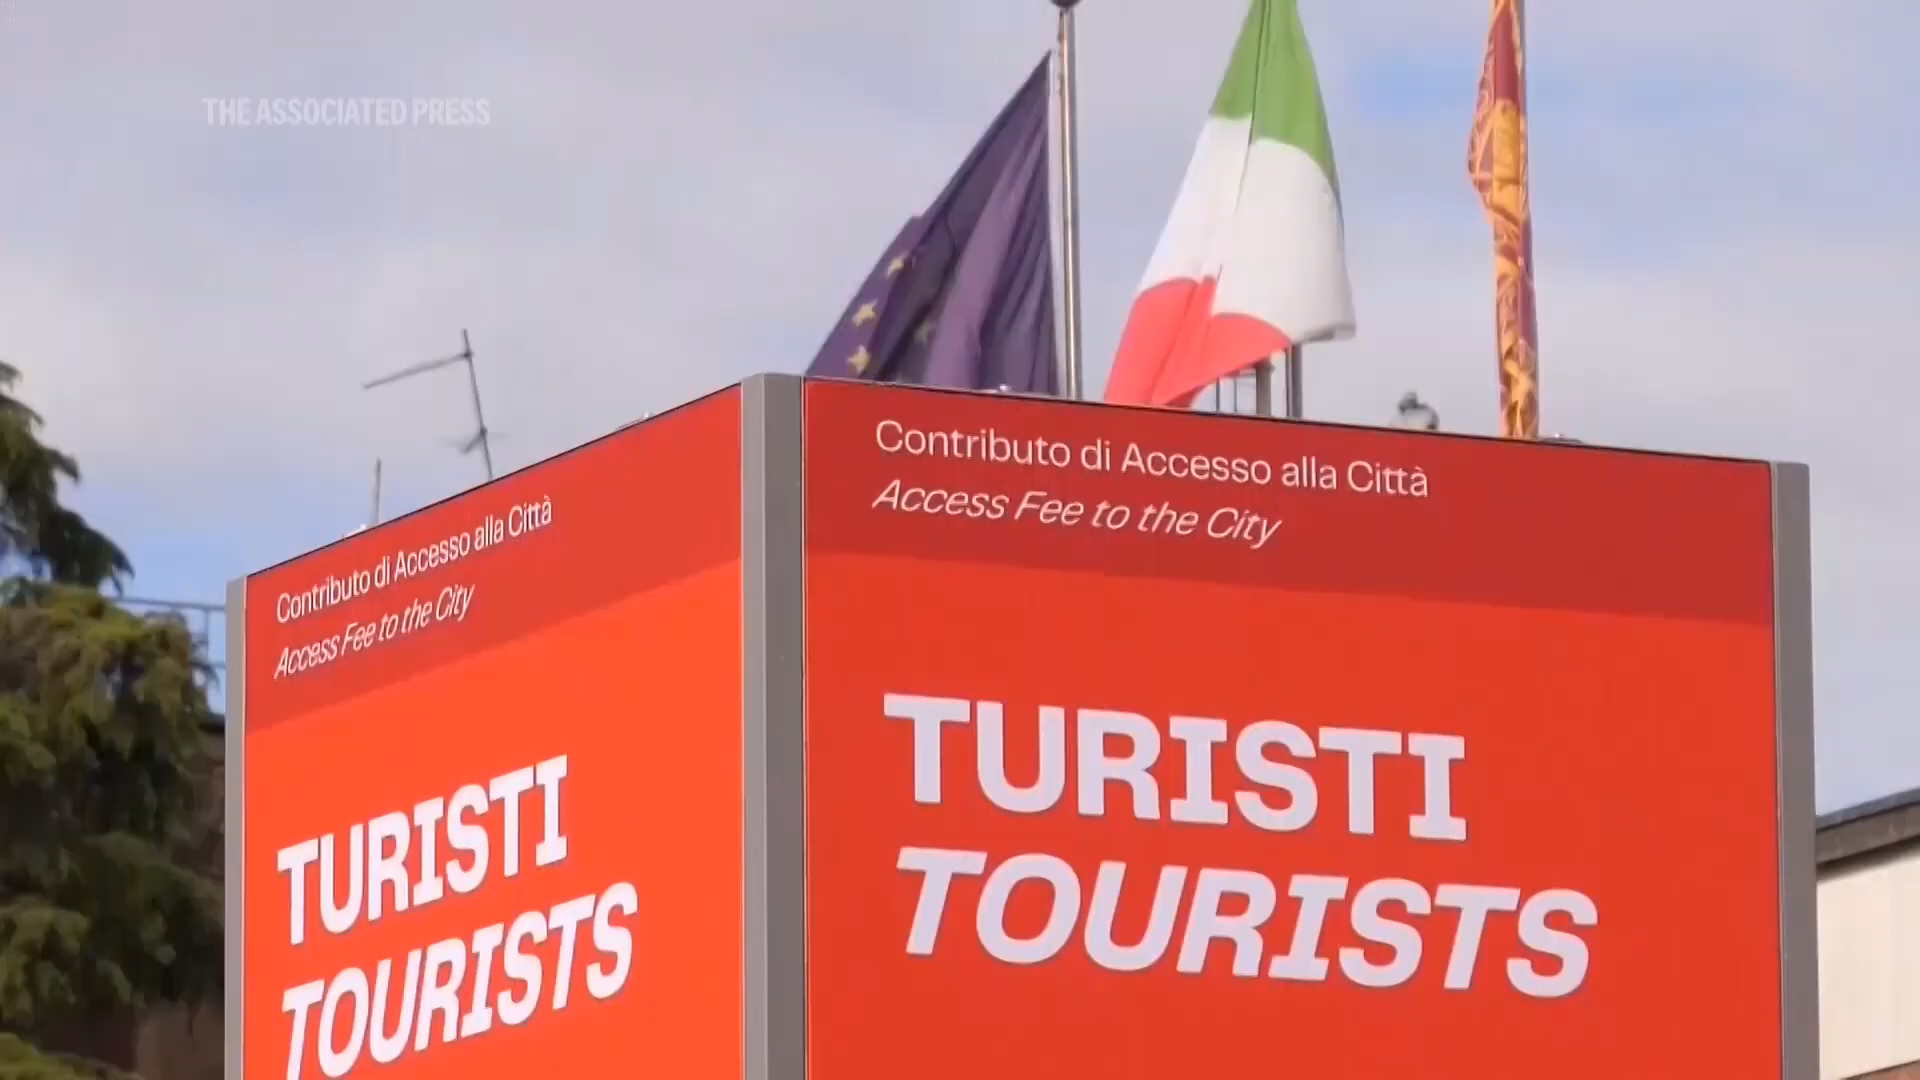 THE ASSOCIATED PRESS
Contributo di Accesso alla Città
Access Fee to the City
TURISTI
TOURISTS
Contributo di Accesso alla Città
Access Fee to the City
TURISTI
TOURISTS